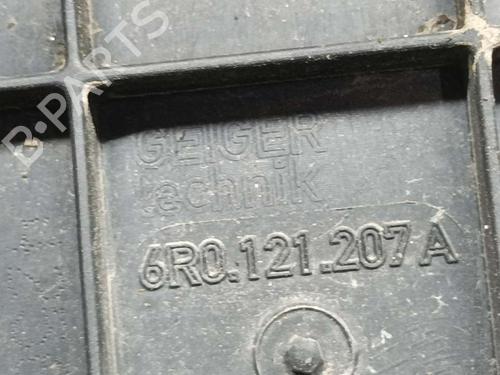 B-PARTS
GEIGER
technik
6R0.121.207 A